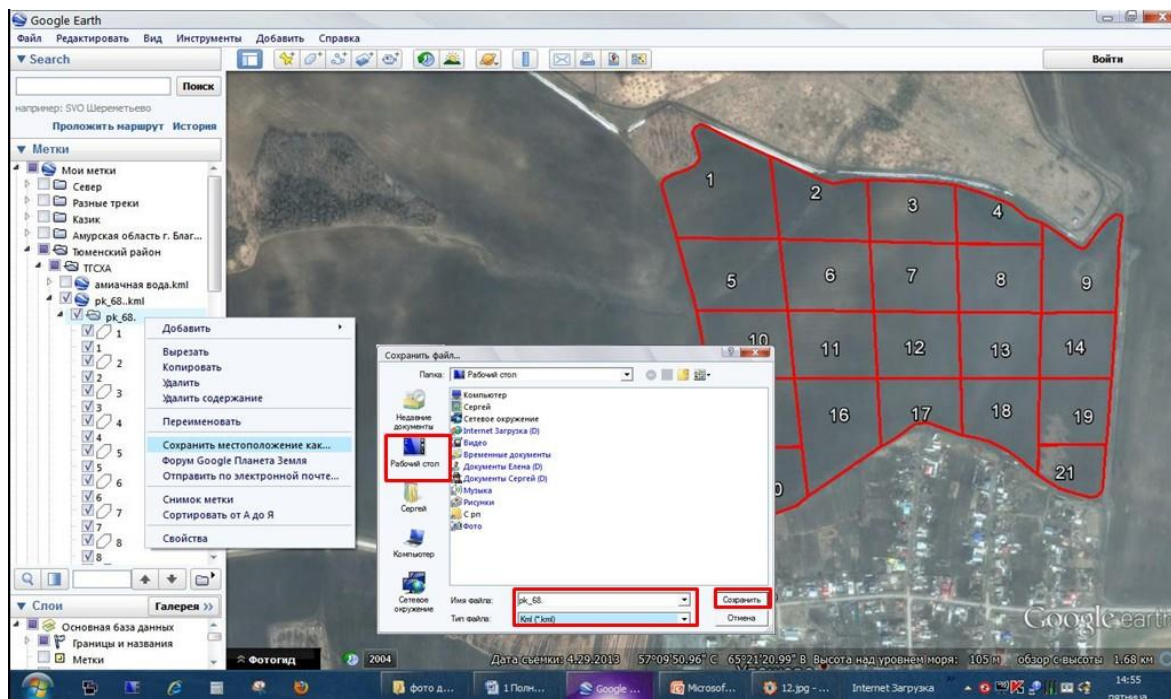 Google Earth
Файл Редактировать Вид Инструменты Добавить Справка
▼ Search
Войти
Поиск
например: SVO Шереметьево
Проложить маршрут История
▼ Метки
Мои метки
Север
Разные треки
Казик
Амурская область г. Благ...
Тюменский район
ТГСХА
амиачная вода.kml
pk_68..kml
pk_68.
1
1
2
2
3
3
4
4
5
5
6
6
7
7
8
8
Добавить
Вырезать
Копировать
Удалить
Удалить содержание
Переименовать
Сохранить местоположение как...
Форум Google Планета Земля
Отправить по электронной почте...
Снимок метки
Сортировать от А до Я
Свойства
Сохранить файл...
Папка: Рабочий стол
Недавние документы
Рабочий стол
Сергей
Компьютер
Сетевое окружение
Компьютер
Сергей
Сетевое окружение
Internet Загрузка (D)
Видео
Временные документы
Документы Елена (D)
Документы Сергей (D)
Музыка
Рисунки
С рп
Фото
Имя файла: pk_68.
Сохранить
Тип файла: Kml (*.kml)
Отмена
1
2
3
4
5
6
7
8
9
10
11
12
13
14
16
17
18
19
21
▼ Слои
Галерея >>
Основная база данных
Границы и названия
Метки
Google earth
Фотогид
2004
Дата съемки: 4.29.2013 57°09'50.96" С 65°21'20.99" В Высота над уровнем моря: 105 м обзор с высоты 1.68 км
фото д...
1 Полн...
Google ...
Microsof...
12.jpg - ...
Internet Загрузка
14:55
пятница